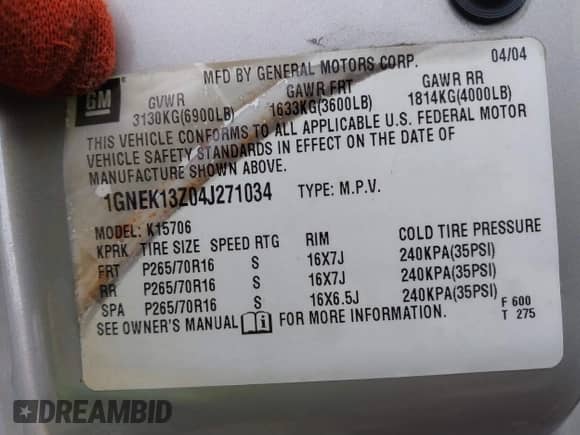 MFD BY GENERAL MOTORS CORP. 04/04
GM
GVWR GAWR FRT GAWR RR
3130KG(6900LB) 1633KG(3600LB) 1814KG(4000LB)
THIS VEHICLE CONFORMS TO ALL APPLICABLE U.S. FEDERAL MOTOR
VEHICLE SAFETY STANDARDS IN EFFECT ON THE DATE OF
MANUFACTURE SHOWN ABOVE.
1GNEK13Z04J271034 TYPE: M.P.V.
MODEL: K15706
KPRK TIRE SIZE SPEED RTG RIM COLD TIRE PRESSURE
FRT P265/70R16 S 16X7J 240KPA(35PSI)
RR P265/70R16 S 16X7J 240KPA(35PSI)
SPA P265/70R16 S 16X6.5J 240KPA(35PSI)
SEE OWNER'S MANUAL FOR MORE INFORMATION.
F 600
T 275
DREAMBID